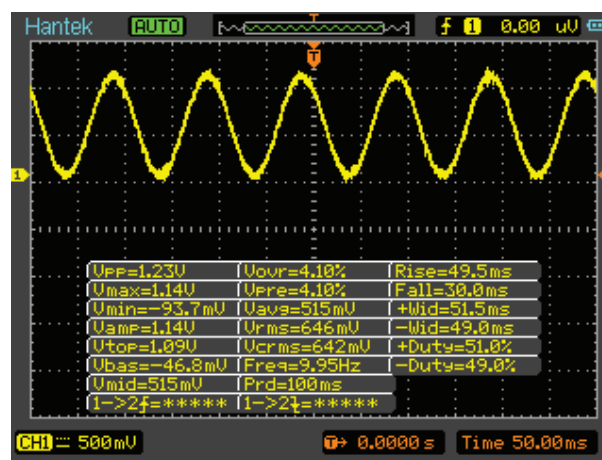 Hantek AUTO T f 1 0.00 uV
T
1
Vpp=1.23V Vovr=4.10% Rise=49.5ms
Vmax=1.14V Vpre=4.10% Fall=30.0ms
Vmin=-93.7mV Vavg=515mV +Wid=51.5ms
Vamp=1.14V Vrms=646mV -Wid=49.0ms
Vtop=1.09V Vcrms=642mV +Duty=51.0%
Vbas=-46.8mV Freq=9.95Hz -Duty=49.0%
Vmid=515mV Prd=100ms
1->2f=***** 1->2l=*****
CH1 500mV T→ 0.0000 s Time 50.00ms